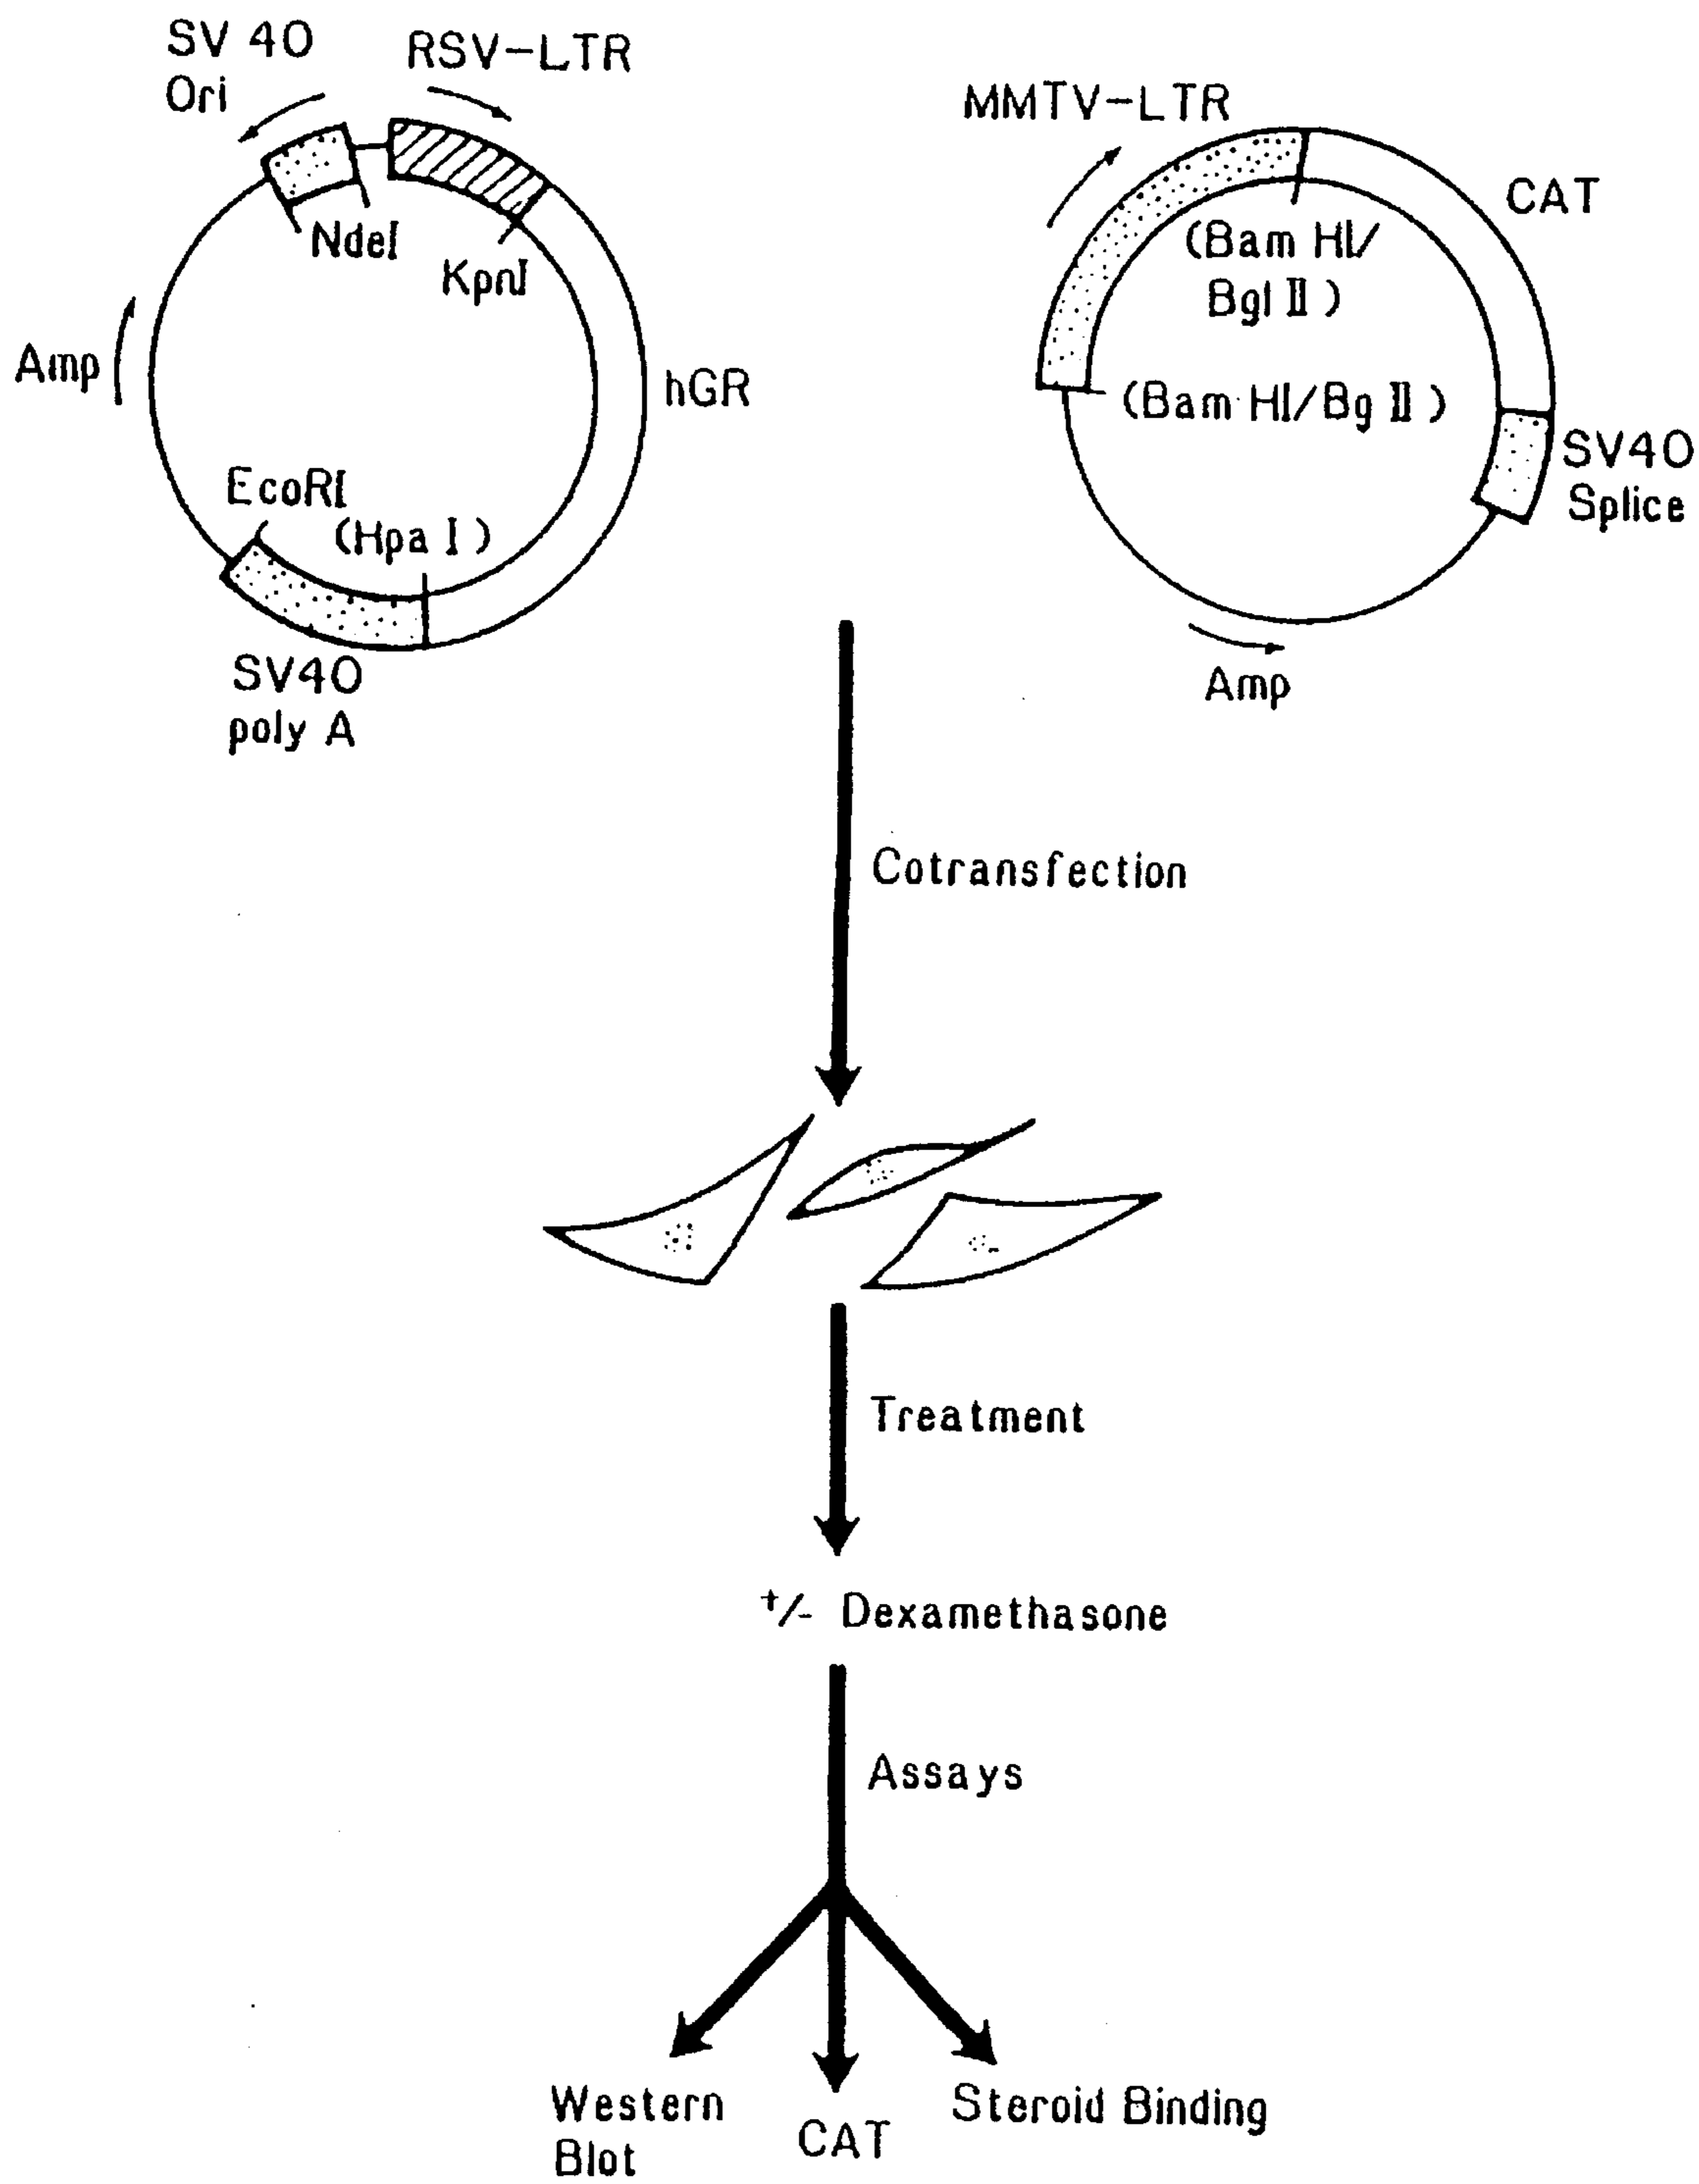 SV 40
Ori
RSV-LTR
NdeI
KpnI
Amp
hGR
EcoRI
(Hpa I)
SV40
poly A
MMTV-LTR
CAT
(Bam HI/
Bgl II)
(Bam HI/Bg II)
SV40
Splice
Amp
Cotransfection
Treatment
+/- Dexamethasone
Assays
Western
Blot
CAT
Steroid Binding